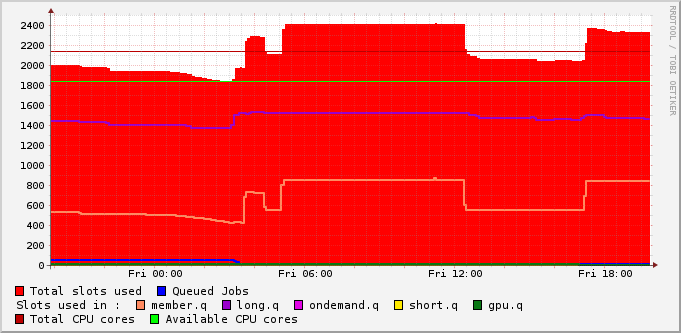 2400
2200
2000
1800
1600
1400
1200
1000
800
600
400
200
0
Fri 00:00 Fri 06:00 Fri 12:00 Fri 18:00
Total slots used Queued Jobs
Slots used in : member.q long.q ondemand.q short.q gpu.q
Total CPU cores Available CPU cores
RRDTOOL / TOBI OETIKER